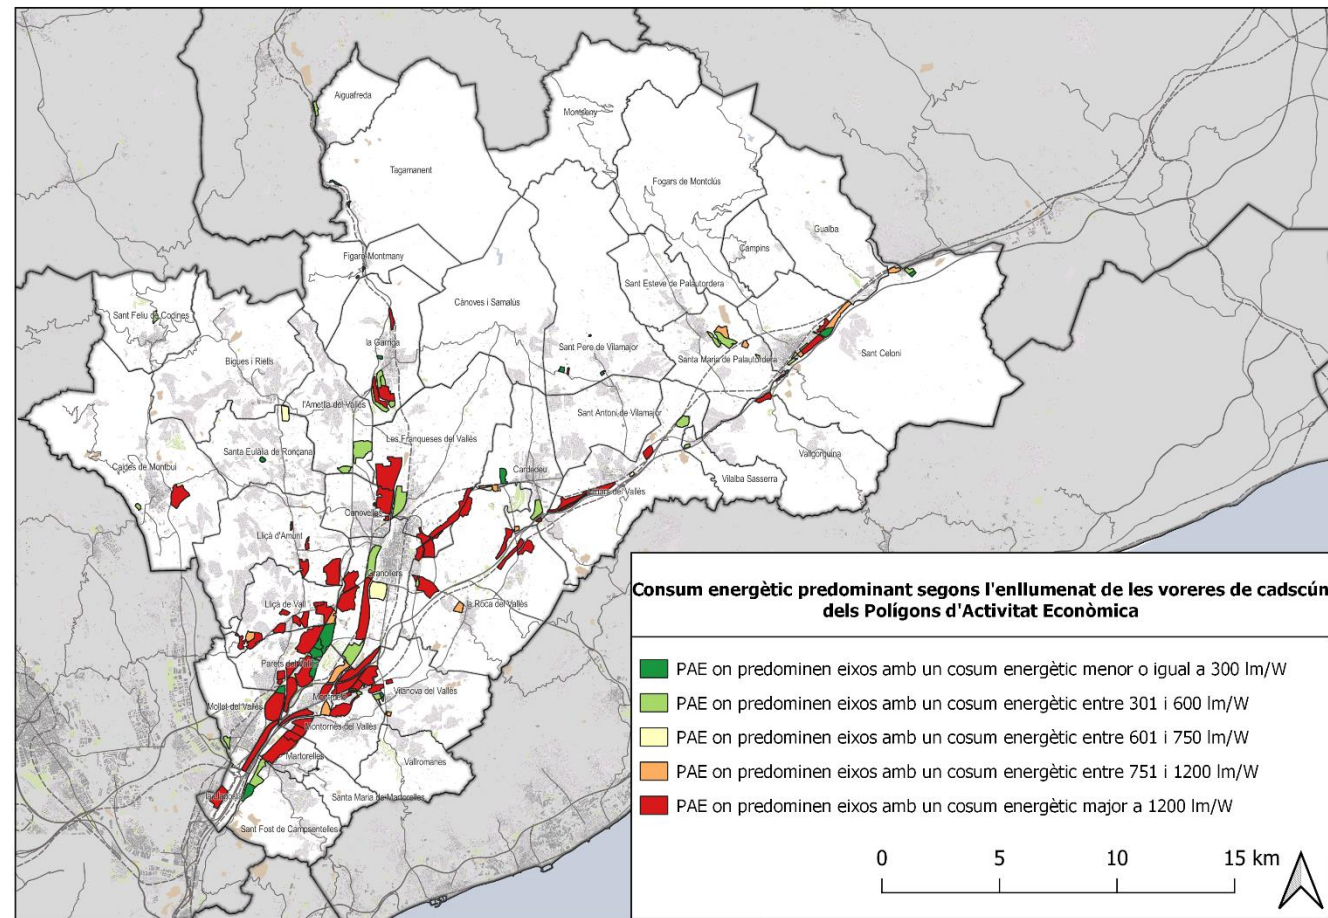 Aiguafreda
Montseny
Tagamanent
Fogars de Montclús
Gualba
Campins
Figaró-Montmany
Sant Esteve de Palautordera
Cànoves i Samalús
Sant Feliu de Codines
la Garriga
Sant Pere de Vilamajor
Santa Maria de Palautordera
Sant Celoni
Bigues i Riells
l'Ametlla del Vallès
Sant Antoni de Vilamajor
Les Franqueses del Vallès
Santa Eulàlia de Ronçana
Cardedeu
Vallgorguina
Caldes de Montbui
Vilalba Sasserra
Llinars del Vallès
Canovelles
Lliçà d'Amunt
Granollers
Lliçà de Vall
la Roca del Vallès
Parets del Vallès
Vilanova del Vallès
Montmeló
Mollet del Vallès
Montornès del Vallès
Martorelles
Vallromanes
Santa Maria de Martorelles
la Llagosta
Sant Fost de Campsentelles
Consum energètic predominant segons l'enllumenat de les voreres de cadscún
dels Polígons d'Activitat Econòmica
PAE on predominen eixos amb un cosum energètic menor o igual a 300 lm/W
PAE on predominen eixos amb un cosum energètic entre 301 i 600 lm/W
PAE on predominen eixos amb un cosum energètic entre 601 i 750 lm/W
PAE on predominen eixos amb un cosum energètic entre 751 i 1200 lm/W
PAE on predominen eixos amb un cosum energètic major a 1200 lm/W
0 5 10 15 km